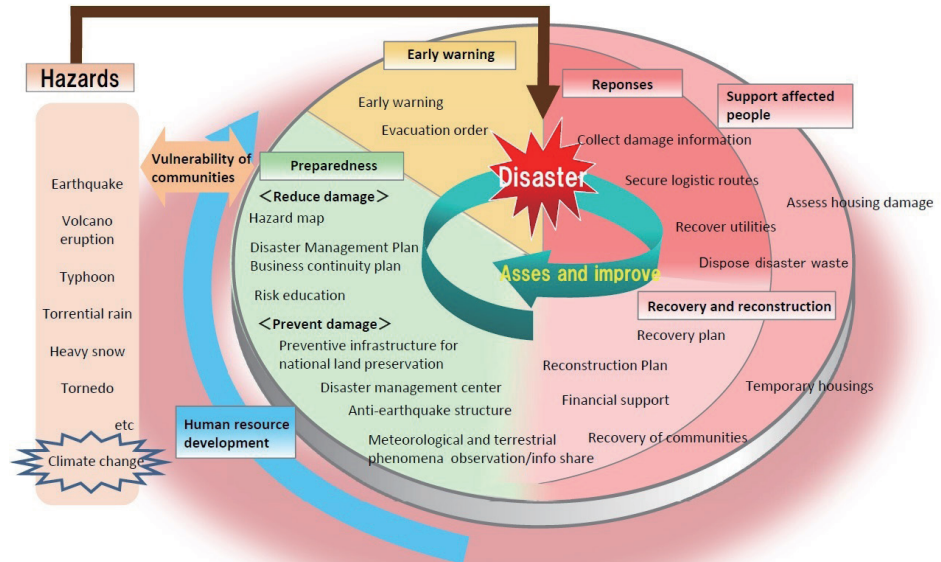 Hazards
Earthquake
Volcano
eruption
Typhoon
Torrential rain
Heavy snow
Tornedo
etc
Climate change
Vulnerability of
communities
Human resource
development
Early warning
Early warning
Evacuation order
Preparedness
＜Reduce damage＞
Hazard map
Disaster Management Plan
Business continuity plan
Risk education
＜Prevent damage＞
Preventive infrastructure for
national land preservation
Disaster management center
Anti-earthquake structure
Meteorological and terrestrial
phenomena observation/info share
Disaster
Asses and improve
Reponses
Collect damage information
Secure logistic routes
Recover utilities
Dispose disaster waste
Support affected
people
Assess housing damage
Temporary housings
Recovery and reconstruction
Recovery plan
Reconstruction Plan
Financial support
Recovery of communities